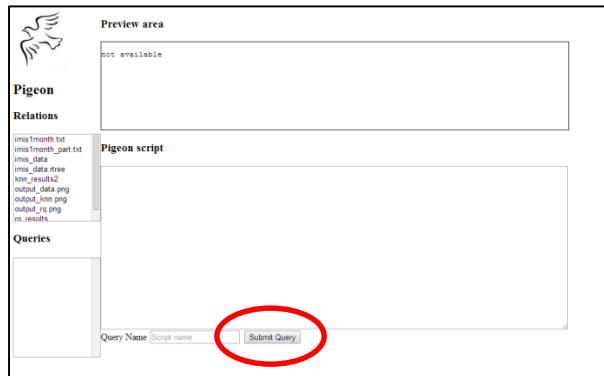 Preview area
not available
Pigeon
Relations
imis1month.txt
imis1month_part.txt
imis_data
imis_data.rtree
knn_results2
output_data.png
output_knn.png
output_rq.png
rq_results
Pigeon script
Queries
Query Name Script name Submit Query